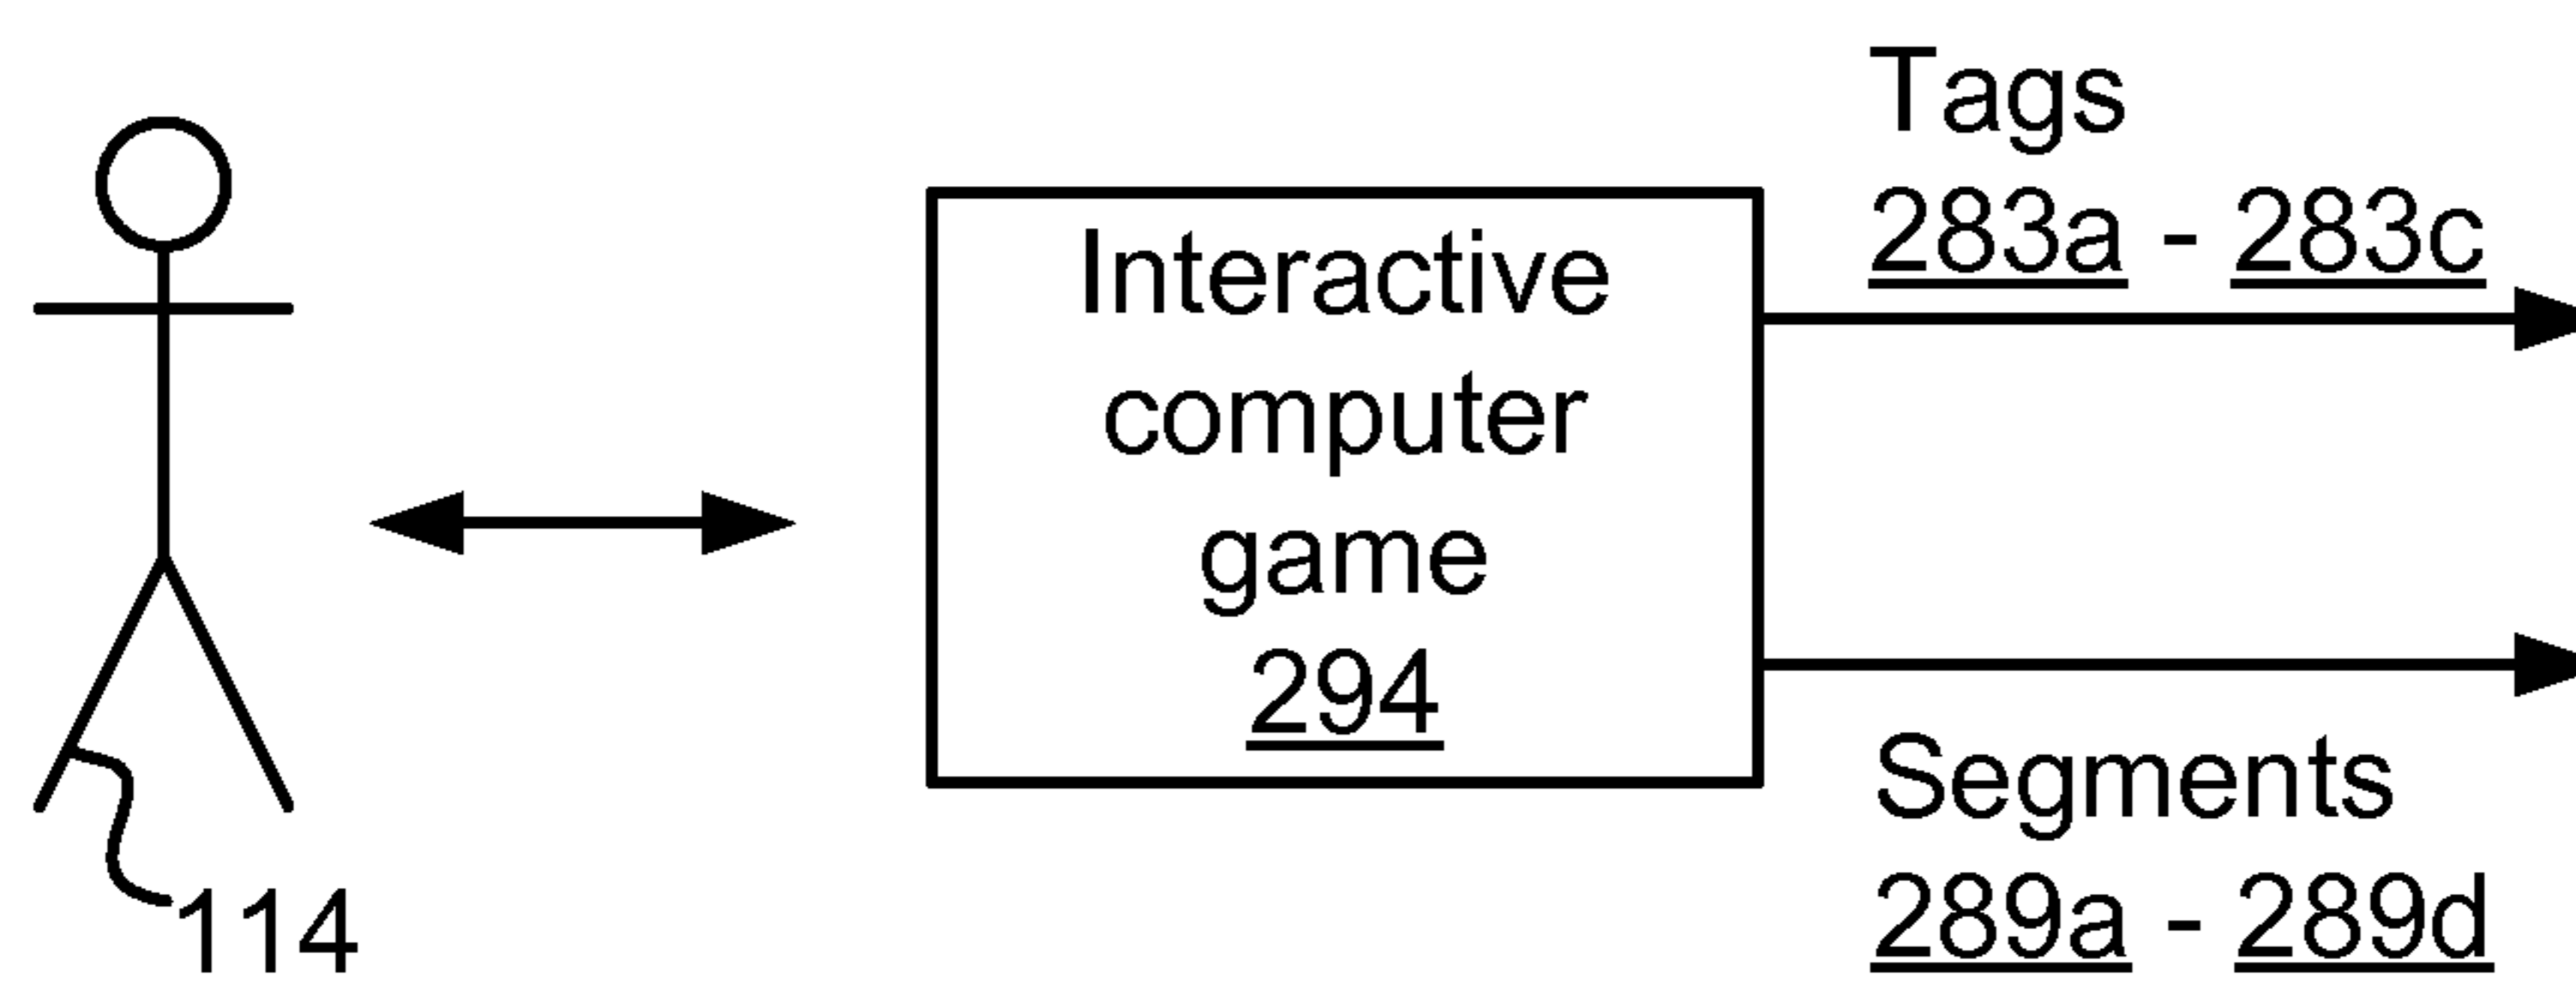 114
Interactive
computer
game
294
Tags
283a - 283c
Segments
289a - 289d